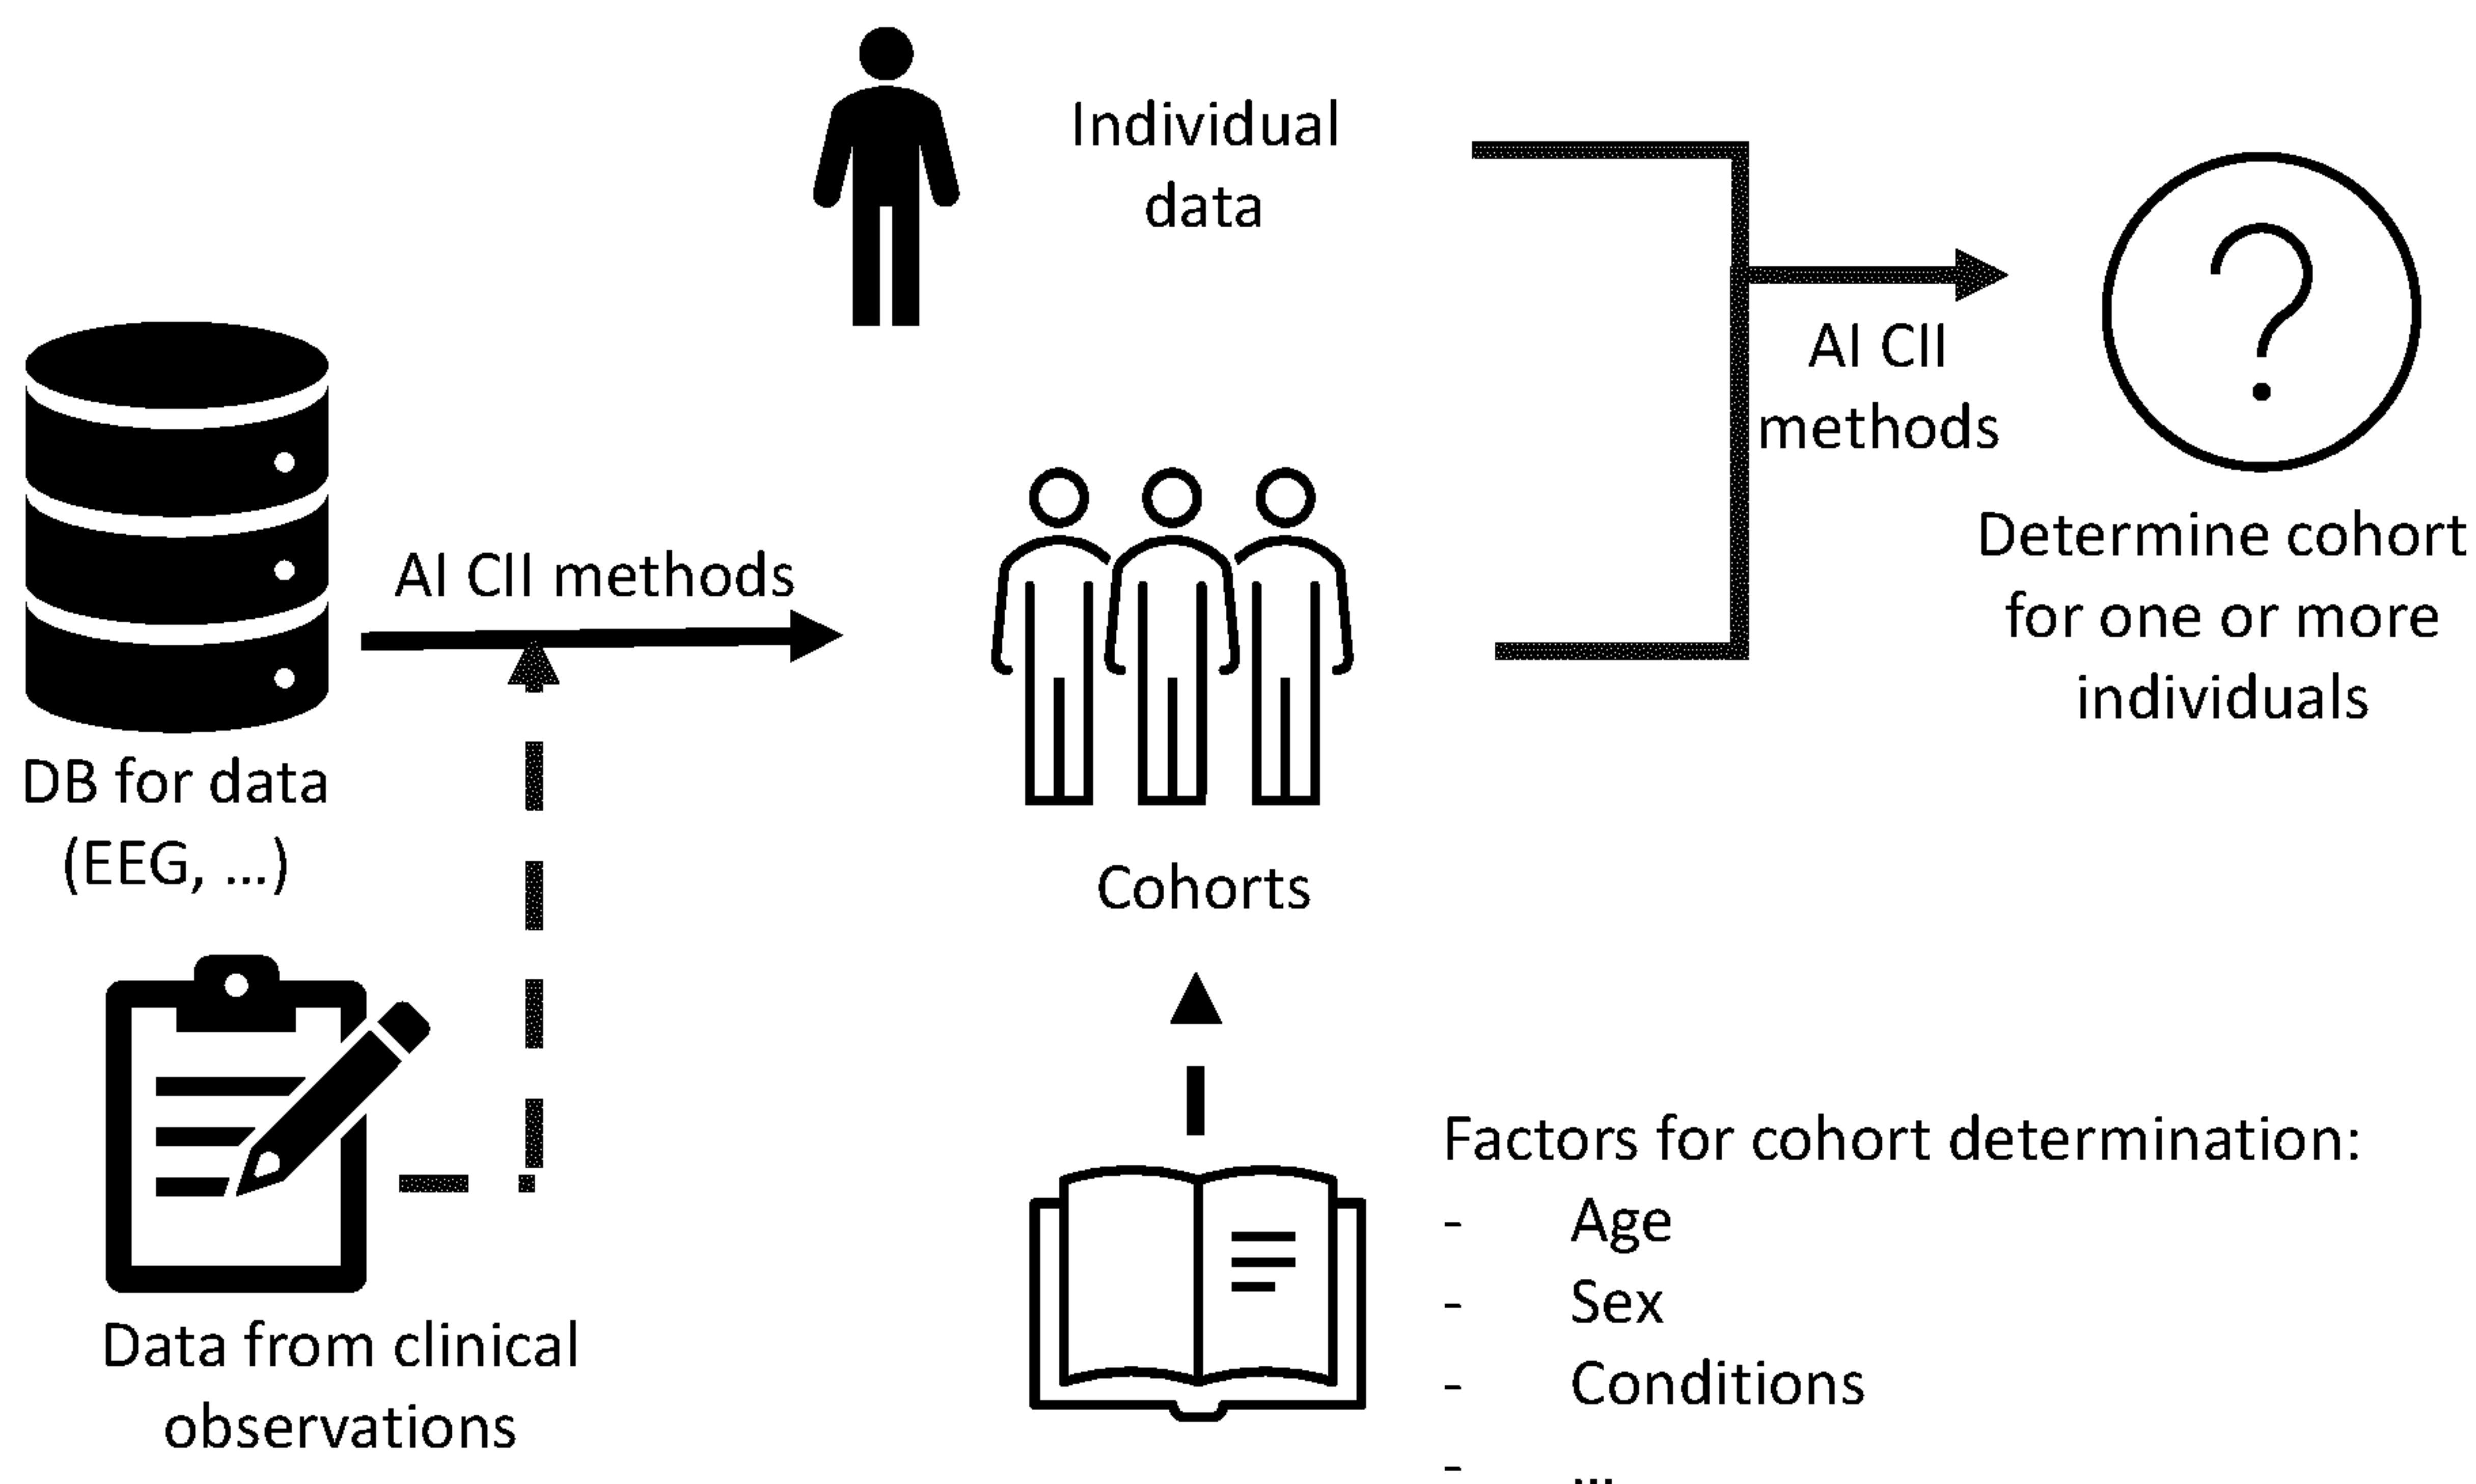 Individual
data
AI CII
methods
Determine cohort
for one or more
individuals
AI CII methods
DB for data
(EEG, ...)
Cohorts
Data from clinical
observations
Factors for cohort determination:
- Age
- Sex
- Conditions
- ...